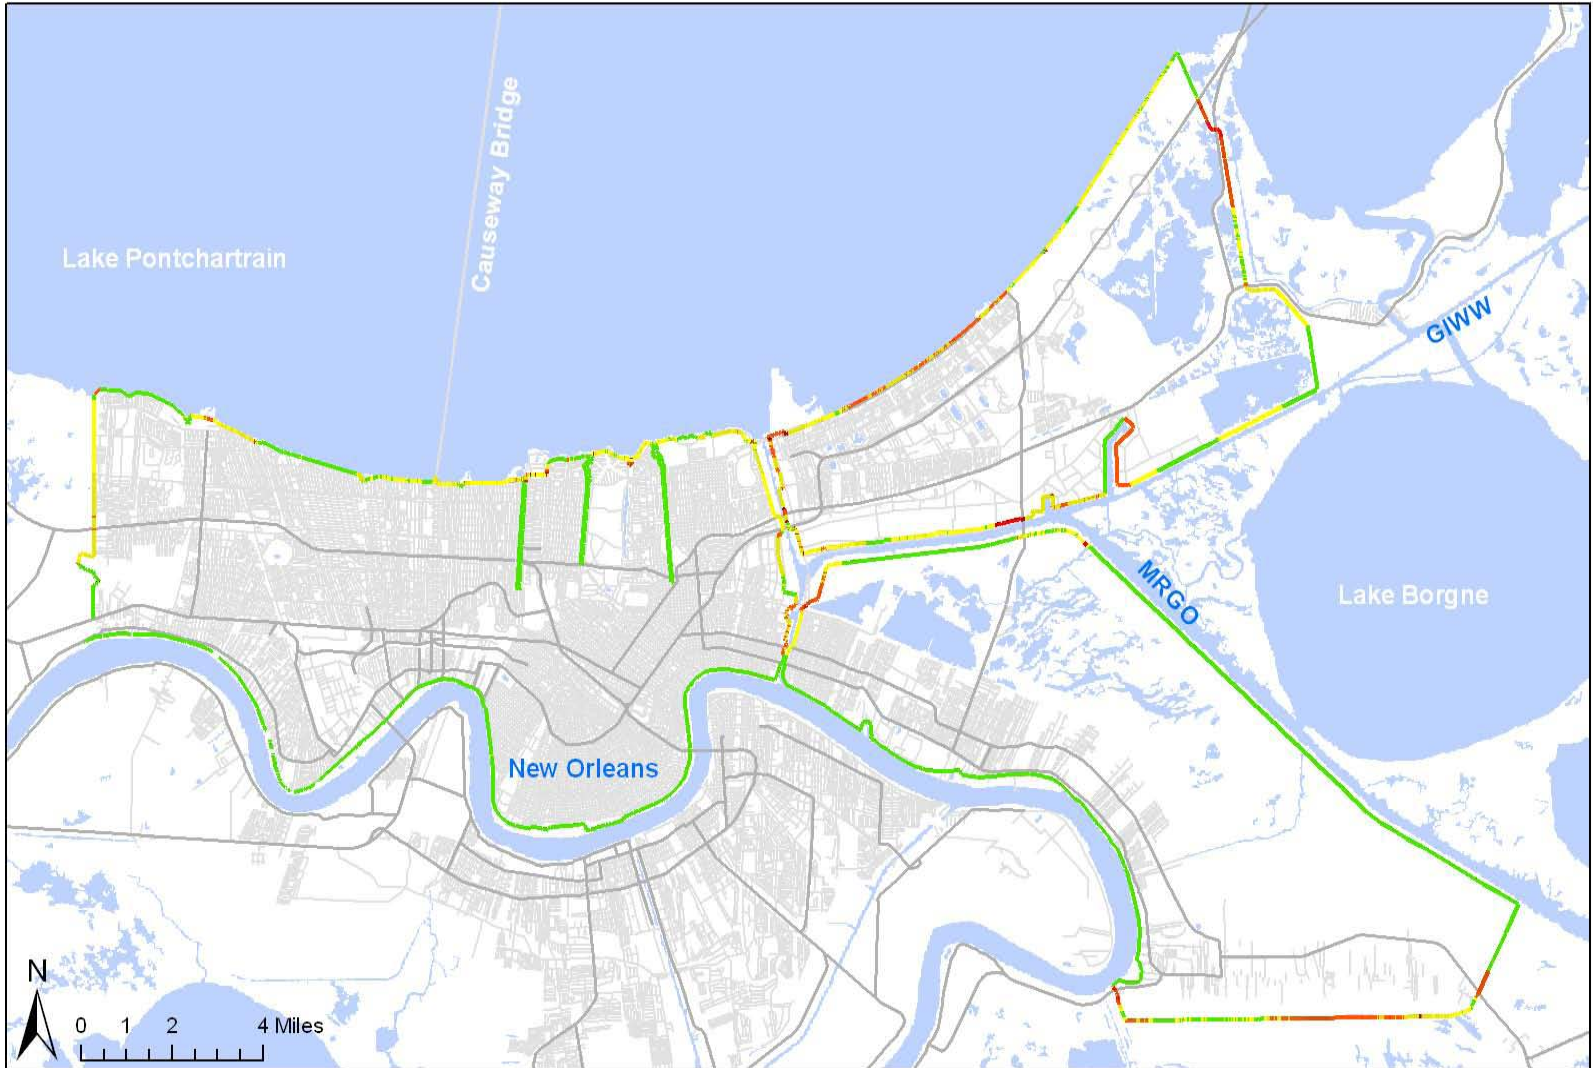 Causeway Bridge
Lake Pontchartrain
GIWW
MRGO
Lake Borgne
New Orleans
N
0 1 2 4 Miles